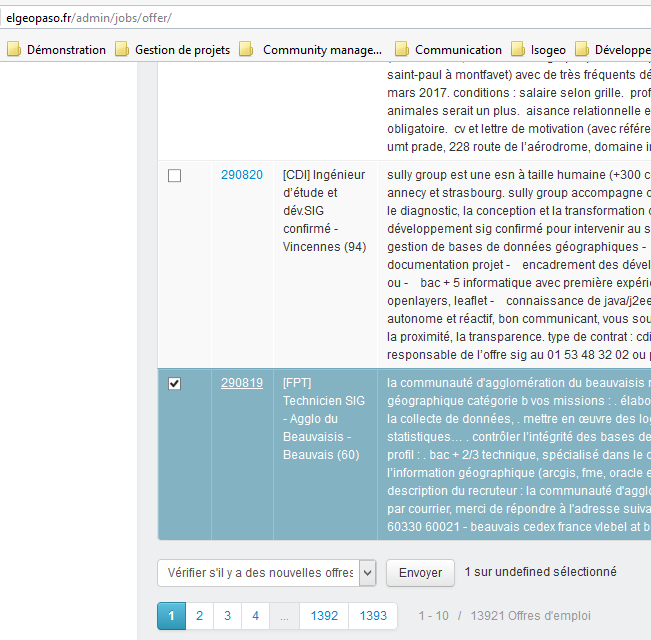 elgeopaso.fr/admin/jobs/offer/
Démonstration Gestion de projets Community manage... Communication Isogeo Développe
saint-paul à montfavet) avec de très fréquents dé
mars 2017. conditions : salaire selon grille. prof
animales serait un plus. aisance relationnelle e
obligatoire. cv et lettre de motivation (avec référe
umt prade, 228 route de l'aérodrome, domaine in
290820
[CDI] Ingénieur
d'étude et
dév.SIG
confirmé -
Vincennes (94)
sully group est une esn à taille humaine (+300 c
annecy et strasbourg. sully group accompagne c
le diagnostic, la conception et la transformation d
développement sig confirmé pour intervenir au s
gestion de bases de données géographiques -
documentation projet - encadrement des dével
ou - bac + 5 informatique avec première expéri
openlayers, leaflet - connaissance de java/j2ee
autonome et réactif, bon communicant, vous sou
la proximité, la transparence. type de contrat : cdi
responsable de l'offre sig au 01 53 48 32 02 ou p
290819
[FPT]
Technicien SIG
- Agglo du
Beauvaisis -
Beauvais (60)
la communauté d'agglomération du beauvaisis r
géographique catégorie b vos missions : . élabo
la collecte de données, . mettre en œuvre des log
statistiques... . contrôler l'intégrité des bases de
profil : . bac + 2/3 technique, spécialisé dans le d
l'information géographique (arcgis, fme, oracle e
description du recruteur : la communauté d'agglo
par courrier, merci de répondre à l'adresse suiva
60330 60021 - beauvais cedex france vlebel at b
Vérifier s'il y a des nouvelles offres Envoyer 1 sur undefined sélectionné
1 2 3 4 ... 1392 1393 1 - 10 / 13921 Offres d'emploi